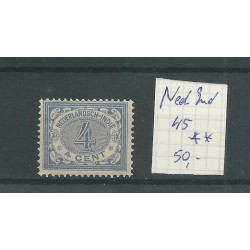 NEDERLANDSCH-INDIË
4
CENT
Ned Ind
45
**
50,-